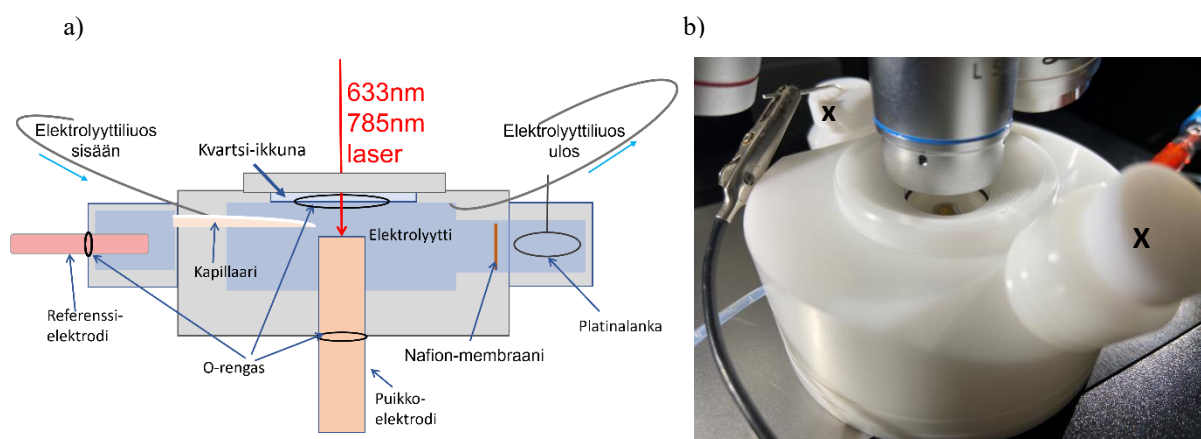 a)
b)
633nm
785nm
laser
Elektrolyyttiliuos
sisään
Kvartsi-ikkuna
Elektrolyyttiliuos
ulos
Elektrolyytti
Kapillaari
Referenssi-
elektrodi
O-rengas
Puikko-
elektrodi
Nafion-membraani
Platinalanka
L
X
X